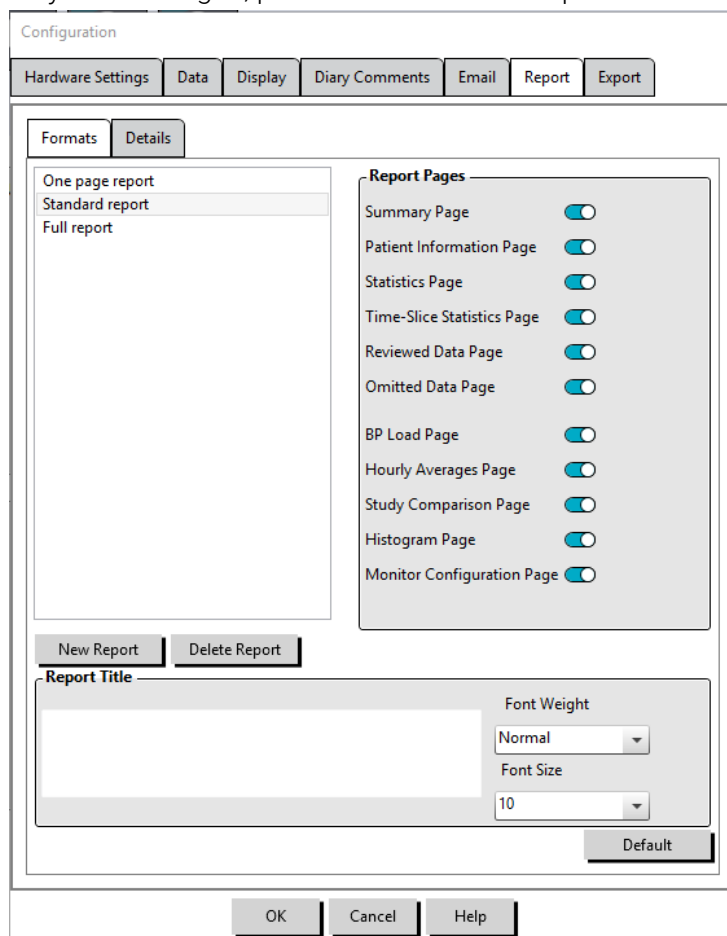 Configuration
Hardware Settings Data Display Diary Comments Email Report Export
Formats Details
One page report
Standard report
Full report
Report Pages
Summary Page
Patient Information Page
Statistics Page
Time-Slice Statistics Page
Reviewed Data Page
Omitted Data Page
BP Load Page
Hourly Averages Page
Study Comparison Page
Histogram Page
Monitor Configuration Page
New Report Delete Report
Report Title
Font Weight
Normal
Font Size
10
Default
OK Cancel Help